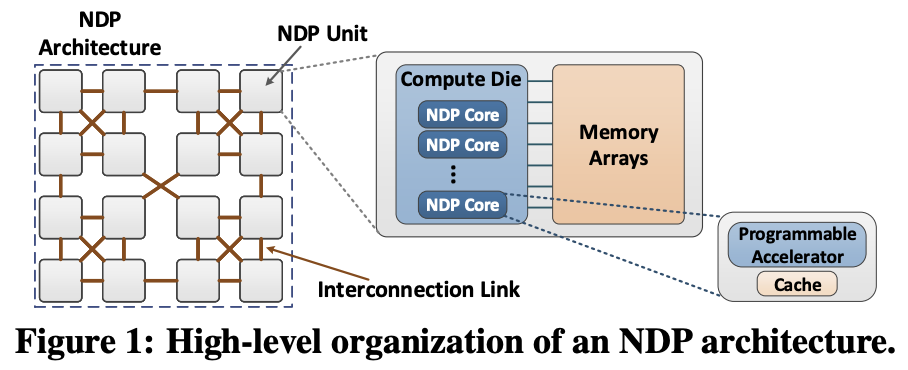 NDP
Architecture
NDP Unit
Compute Die
NDP Core
NDP Core
⋮
NDP Core
Memory
Arrays
Programmable
Accelerator
Cache
Interconnection Link
Figure 1: High-level organization of an NDP architecture.